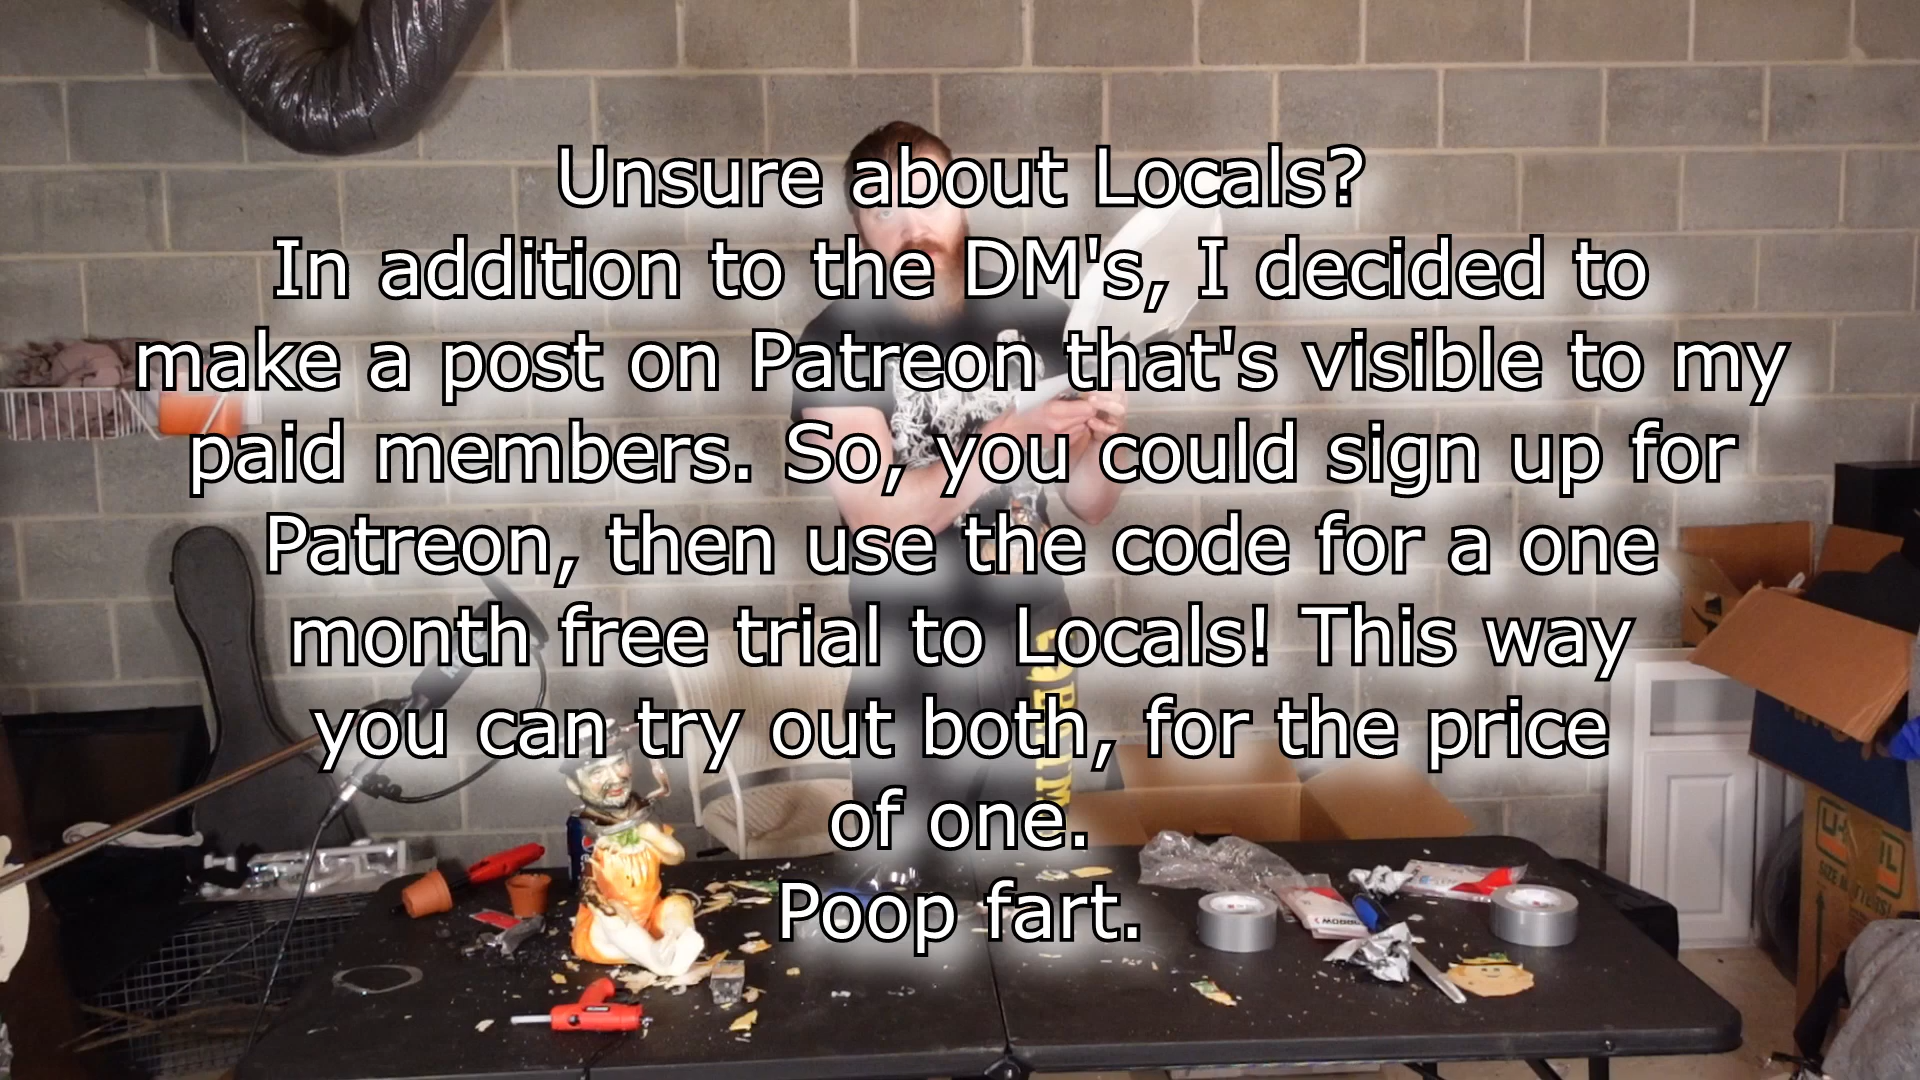 Unsure about Locals?
In addition to the DM's, I decided to
make a post on Patreon that's visible to my
paid members. So, you could sign up for
Patreon, then use the code for a one
month free trial to Locals! This way
you can try out both, for the price
of one.
Poop fart.